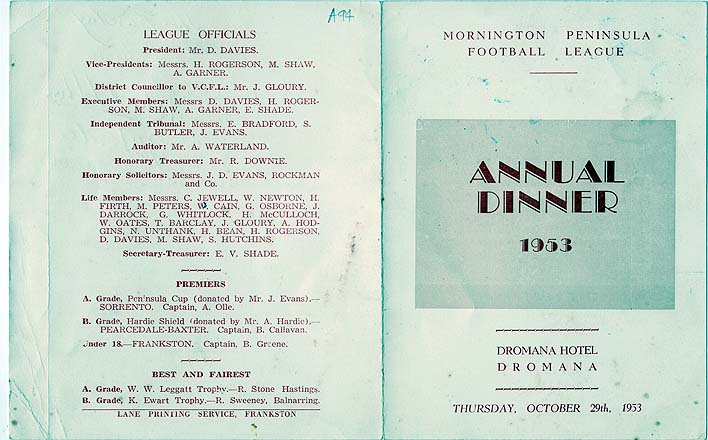 A94
LEAGUE OFFICIALS
President: Mr. D. DAVIES.
Vice-Presidents: Messrs. H. ROGERSON, M. SHAW,
A. GARNER.
District Councillor to V.C.F.L.: Mr. J. GLOURY.
Executive Members: Messrs D. DAVIES, H. ROGER-
SON, M. SHAW, A. GARNER, E. SHADE.
Independent Tribunal: Messrs. E. BRADFORD, S.
BUTLER, J. EVANS.
Auditor: Mr. A. WATERLAND.
Honorary Treasurer: Mr. R. DOWNIE.
Honorary Solicitors: Messrs. J. D. EVANS, ROCKMAN
and Co.
Life Members: Messrs. C. JEWELL, W. NEWTON, H.
FIRTH, M. PETERS, W. CAIN, G. OSBORNE, J.
DARROCK, G. WHITLOCK, H. McCULLOCH,
W. OATES, T. BARCLAY, J. GLOURY, A. HOD-
GINS, N. UNTHANK, H. BEAN, H. ROGERSON,
D. DAVIES, M. SHAW, S. HUTCHINS.
Secretary-Treasurer: E. V. SHADE.
PREMIERS
A. Grade, Peninsula Cup (donated by Mr. J. Evans).—
SORRENTO. Captain, A. Olle.
B. Grade, Hardie Shield (donated by Mr. A. Hardie).—
PEARCEDALE-BAXTER. Captain, B. Callavan.
Under 18.—FRANKSTON. Captain, B. Greene.
BEST AND FAIREST
A. Grade, W. W. Leggatt Trophy.—R. Stone Hastings.
B. Grade, K. Ewart Trophy.—R. Sweeney, Balnarring.
LANE PRINTING SERVICE, FRANKSTON
MORNINGTON PENINSULA
FOOTBALL LEAGUE
ANNUAL
DINNER
1953
DROMANA HOTEL
DROMANA
THURSDAY, OCTOBER 29th, 1953